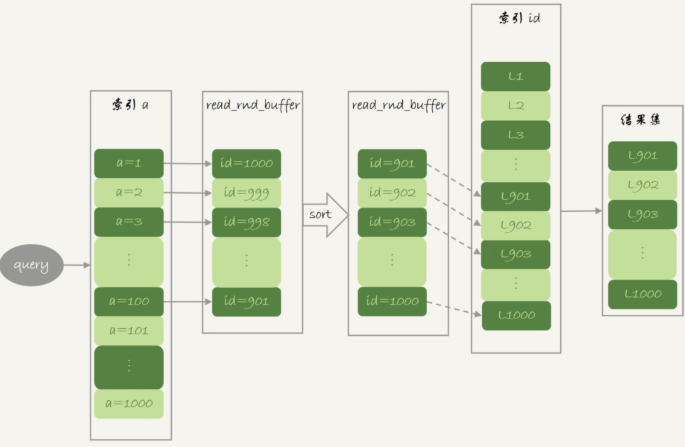 query
索引 a
a=1
a=2
a=3
⋮
a=100
a=101
⋮
a=1000
read_rnd_buffer
id=1000
id=999
id=998
⋮
id=901
sort
read_rnd_buffer
id=901
id=902
id=903
⋮
id=1000
索引 id
L1
L2
L3
⋮
L901
L902
L903
⋮
L1000
结果集
L901
L902
L903
⋮
L1000